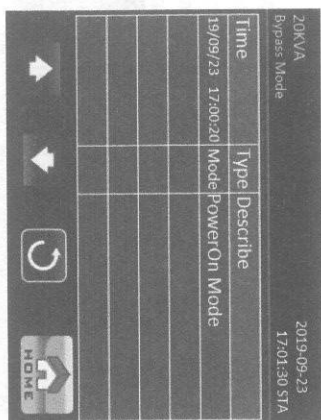 20KVA 2019-09-23
Bypass Mode 17:01:30 STA
Time Type Describe
19/09/23 17:00:20 Mode PowerOn Mode
HOME